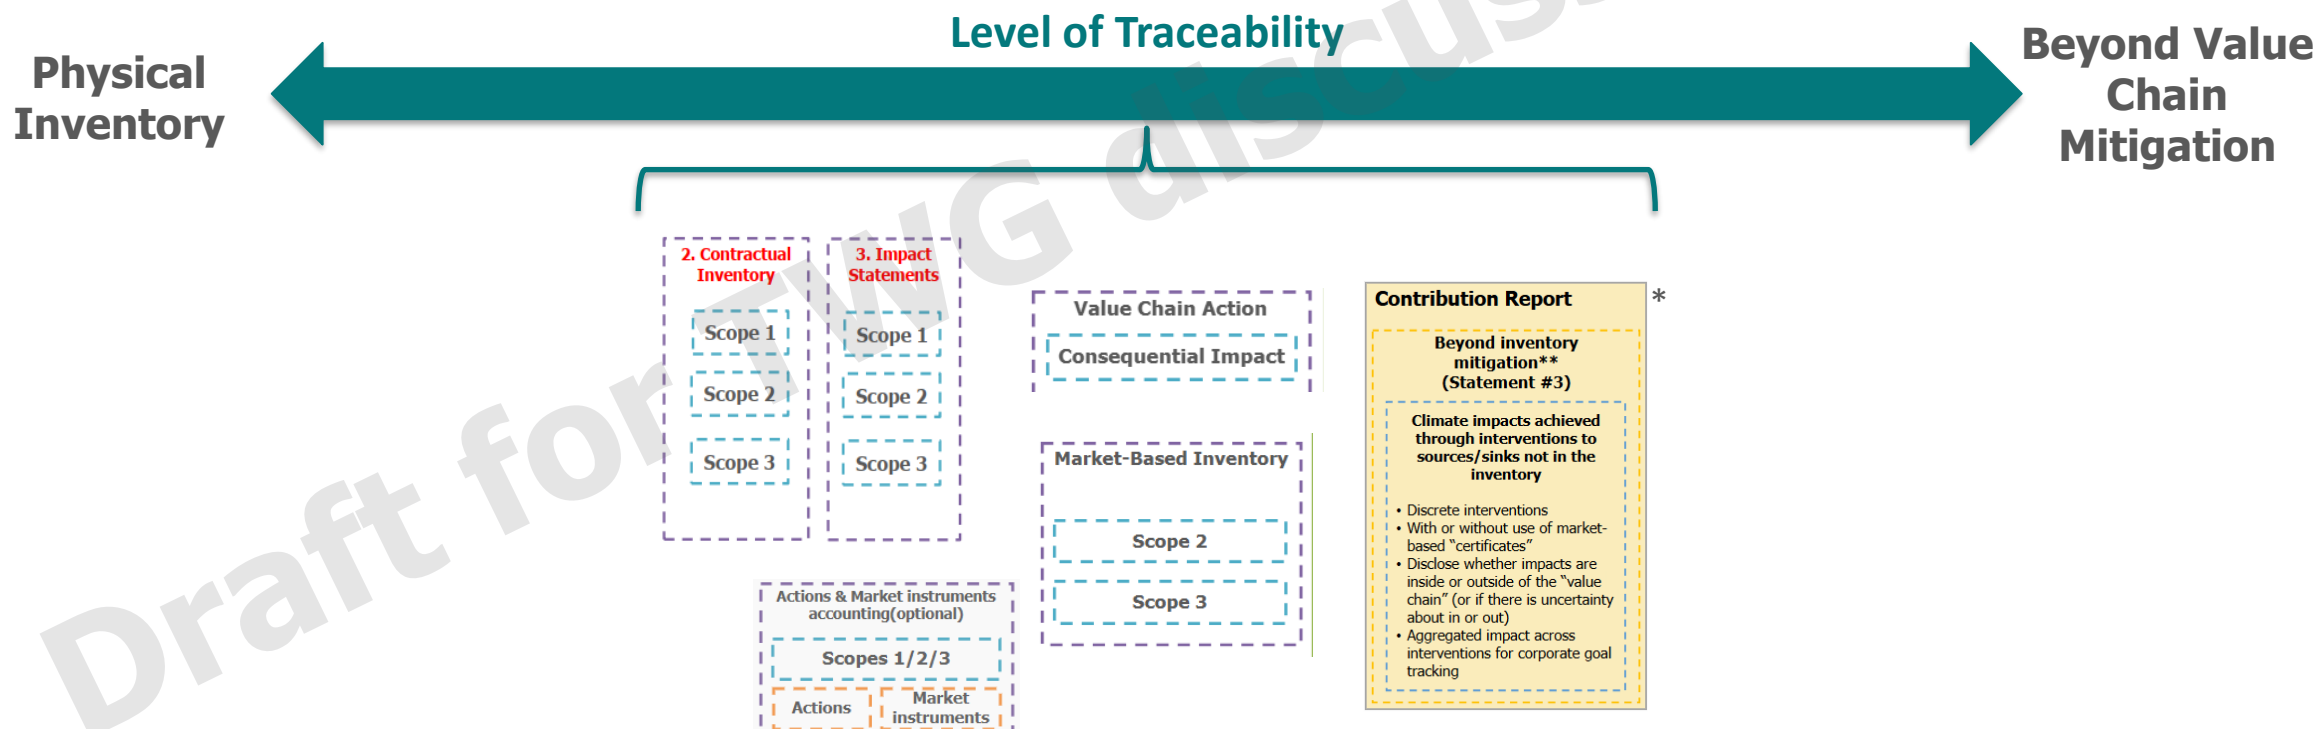 Level of Traceability
Physical
Inventory
Beyond Value
Chain
Mitigation
2. Contractual
Inventory
Scope 1
Scope 2
Scope 3
3. Impact
Statements
Scope 1
Scope 2
Scope 3
Value Chain Action
Consequential Impact
Market-Based Inventory
Scope 2
Scope 3
Actions & Market instruments
accounting(optional)
Scopes 1/2/3
Actions
Market
instruments
Contribution Report
*
Beyond inventory
mitigation**
(Statement #3)
Climate impacts achieved
through interventions to
sources/sinks not in the
inventory
• Discrete interventions
• With or without use of market-
based “certificates”
• Disclose whether impacts are
inside or outside of the “value
chain” (or if there is uncertainty
about in or out)
• Aggregated impact across
interventions for corporate goal
tracking
Draft for TWG discus